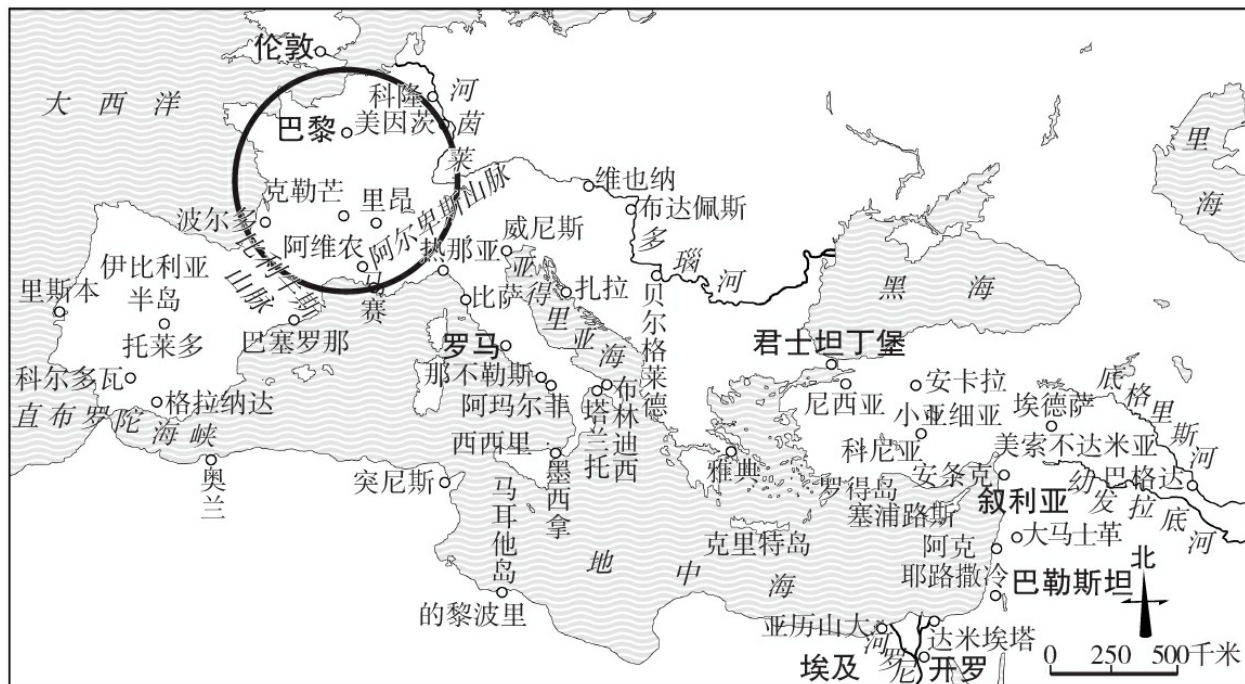 伦敦
大西洋
科隆
河
巴黎
美因茨
茵
莱
里
海
克勒芒
里昂
阿尔卑斯山脉
维也纳
布达佩斯
波尔多
阿维农
热那亚
威尼斯
多瑙河
比利牛斯
山脉
马赛
伊比利亚
半岛
里斯本
托莱多
巴塞罗那
比萨
亚得里亚海
扎拉
贝尔格莱德
黑海
罗马
君士坦丁堡
科尔多瓦
格拉纳达
直布罗陀海峡
那不勒斯
阿玛尔菲
塔兰托
布林迪西
尼西亚
安卡拉
小亚细亚
埃德萨
底格里斯河
西西里
墨西拿
雅典
科尼亚
美索不达米亚
安条克
巴格达
奥兰
突尼斯
马耳他岛
罗得岛
塞浦路斯
叙利亚
幼发拉底河
克里特岛
阿克
大马士革
地中海
耶路撒冷
巴勒斯坦
北
的黎波里
亚历山大
达米埃塔
河罗尼
埃及
开罗
0 250 500千米